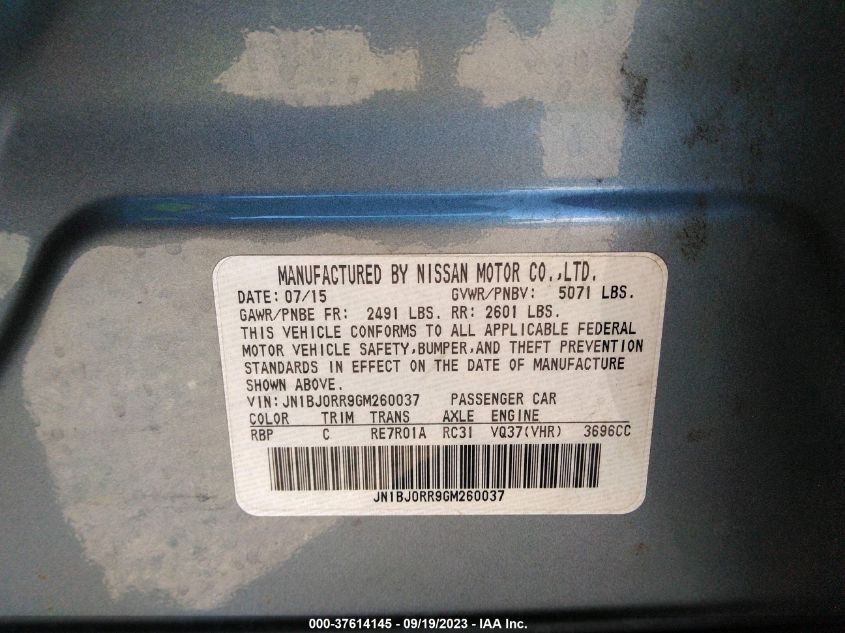 MANUFACTURED BY NISSAN MOTOR CO.,LTD.
DATE: 07/15 GVWR/PNBV: 5071 LBS.
GAWR/PNBE FR: 2491 LBS. RR: 2601 LBS.
THIS VEHICLE CONFORMS TO ALL APPLICABLE FEDERAL
MOTOR VEHICLE SAFETY,BUMPER,AND THEFT PREVENTION
STANDARDS IN EFFECT ON THE DATE OF MANUFACTURE
SHOWN ABOVE.
VIN:JN1BJ0RR9GM260037 PASSENGER CAR
COLOR TRIM TRANS AXLE ENGINE
RBP C RE7R01A RC31 VQ37(VHR) 3696CC
JN1BJ0RR9GM260037
000-37614145 - 09/19/2023 - IAA Inc.